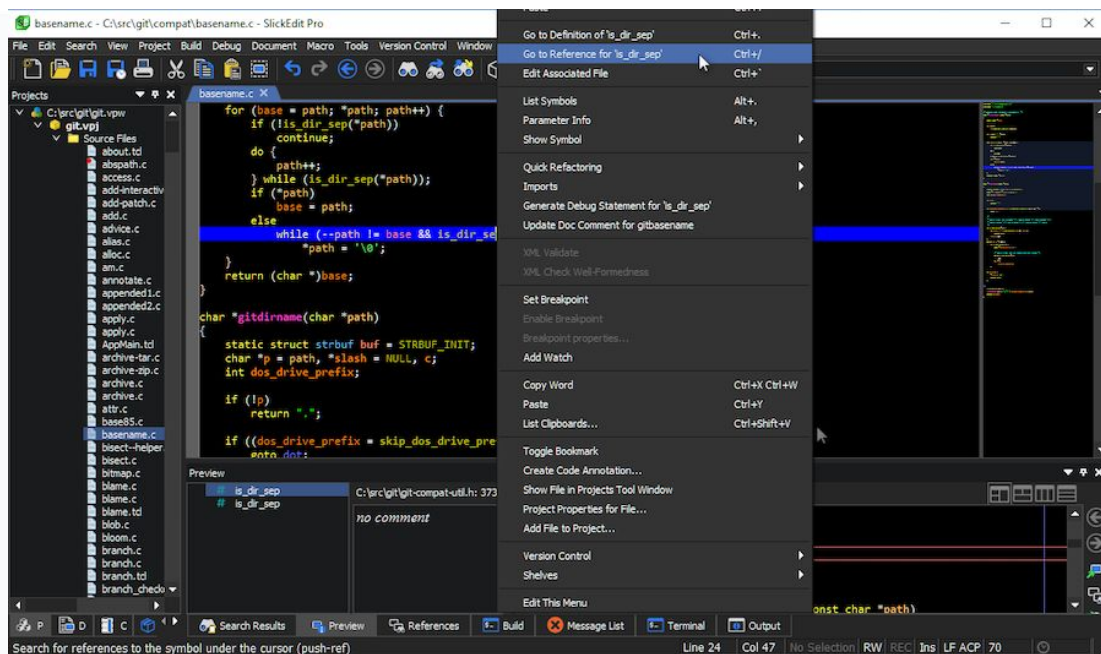 basename.c - C:\src\git\compat\basename.c - SlickEdit Pro
File Edit Search View Project Build Debug Document Macro Tools Version Control Window
Projects
C:\src\git\git.vpw
git.vpj
Source Files
about.tcl
abspath.c
access.c
add-interactiv
add-patch.c
add.c
advice.c
alias.c
alloc.c
am.c
annotate.c
appended1.c
appended2.c
apply.c
apply.c
AppMain.tcl
archive-tar.c
archive-zip.c
archive.c
archive.c
attr.c
base85.c
basename.c
bisect--helper
bisect.c
bitmap.c
blame.c
blame.c
blame.tcl
blob.c
bloom.c
branch.c
branch.c
branch.tcl
branch_checko
basename.c
for (base = path; *path; path++) {
if (!is_dir_sep(*path))
continue;
do {
path++;
} while (is_dir_sep(*path));
if (*path)
base = path;
else
while (--path != base && is_dir_se
*path = '\0';
}
return (char *)base;
}
char *gitdirname(char *path)
{
static struct strbuf buf = STRBUF_INIT;
char *p = path, *slash = NULL, c;
int dos_drive_prefix;
if (!p)
return ".";
if ((dos_drive_prefix = skip_dos_drive_pre
goto dot;
Go to Definition of 'is_dir_sep' Ctrl+.
Go to Reference for 'is_dir_sep' Ctrl+/
Edit Associated File Ctrl+`
List Symbols Alt+.
Parameter Info Alt+,
Show Symbol
Quick Refactoring
Imports
Generate Debug Statement for 'is_dir_sep'
Update Doc Comment for gitbasename
XML Validate
XML Check Well-Formedness
Set Breakpoint
Enable Breakpoint
Breakpoint properties...
Add Watch
Copy Word Ctrl+X Ctrl+W
Paste Ctrl+Y
List Clipboards... Ctrl+Shift+V
Toggle Bookmark
Create Code Annotation...
Show File in Projects Tool Window
Project Properties for File...
Add File to Project...
Version Control
Shelves
Edit This Menu
Preview
# is_dir_sep
# is_dir_sep
C:\src\git\git-compat-util.h: 373
no comment
onst char *path)
P D C
Search Results Preview References Build Message List Terminal Output
Search for references to the symbol under the cursor (push-ref)
Line 24 Col 47 No Selection RW REC Ins LF ACP 70